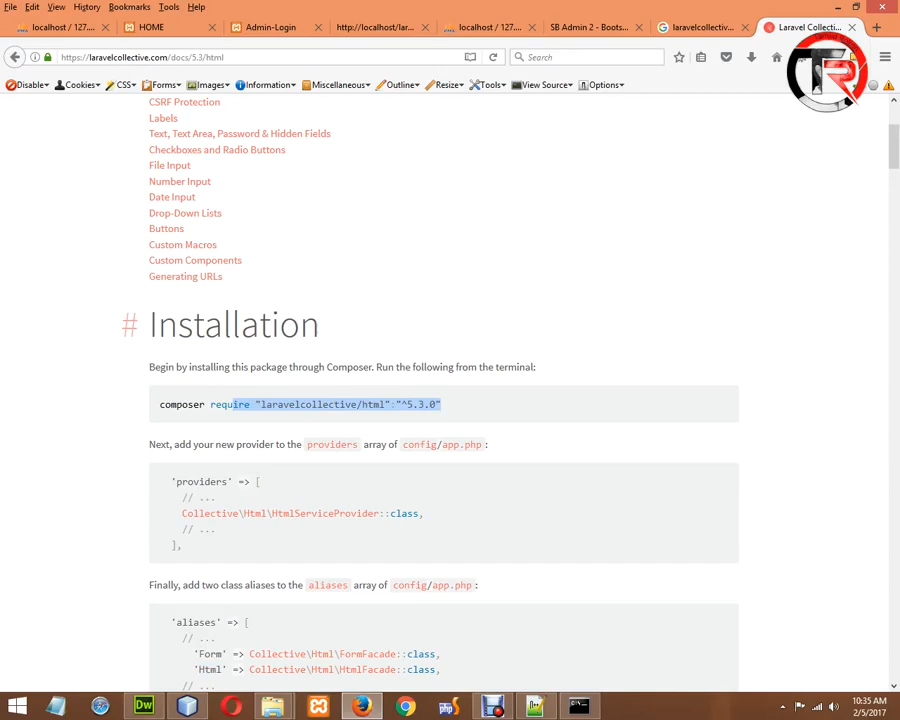 File Edit View History Bookmarks Tools Help
localhost / 127.... HOME Admin-Login http://localhost/lar... localhost / 127.... SB Admin 2 - Boots... laravelcollective... Laravel Collecti...
https://laravelcollective.com/docs/5.3/html Search
Disable Cookies CSS Forms Images Information Miscellaneous Outline Resize Tools View Source Options
CSRF Protection
Labels
Text, Text Area, Password & Hidden Fields
Checkboxes and Radio Buttons
File Input
Number Input
Date Input
Drop-Down Lists
Buttons
Custom Macros
Custom Components
Generating URLs
# Installation
Begin by installing this package through Composer. Run the following from the terminal:
composer require "laravelcollective/html":"^5.3.0"
Next, add your new provider to the providers array of config/app.php :
'providers' => [
// ...
Collective\Html\HtmlServiceProvider::class,
// ...
],
Finally, add two class aliases to the aliases array of config/app.php :
'aliases' => [
// ...
'Form' => Collective\Html\FormFacade::class,
'Html' => Collective\Html\HtmlFacade::class,
// ...
Dw php
10:35 AM
2/5/2017